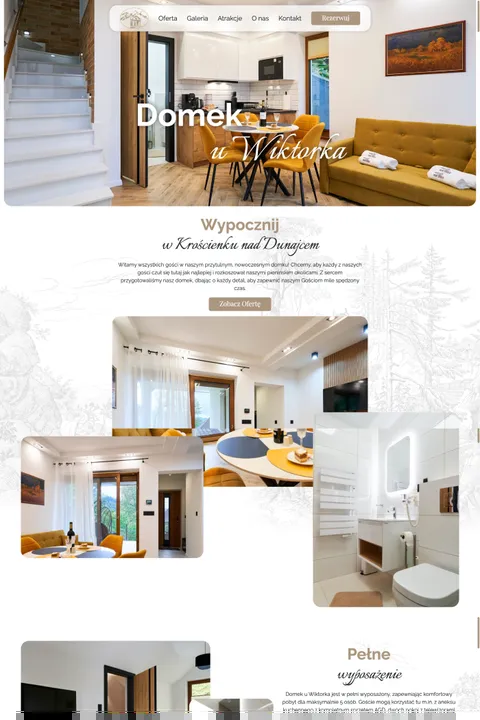 Oferta Galeria Atrakcje O nas Kontakt Rezerwuj
Domek
u Wiktorka
Wypocznij
w Krościenku nad Dunajcem
Witamy wszystkich gości w naszym przytulnym, nowoczesnym domku! Chcemy, aby każdy z naszych
gości czuł się tutaj jak najlepiej i rozkoszował naszymi pienińskim okolicami. Z sercem
przygotowaliśmy nasz domek, dbając o każdy detal, aby zapewnić naszym Gościom mile spędzony
czas.
Zobacz Ofertę
Pełne
wyposażenie
Domek u Wiktorka jest w pełni wyposażony, zapewniając komfortowy
pobyt dla maksymalnie 5 osób. Goście mogą korzystać tu m.in. z aneksu